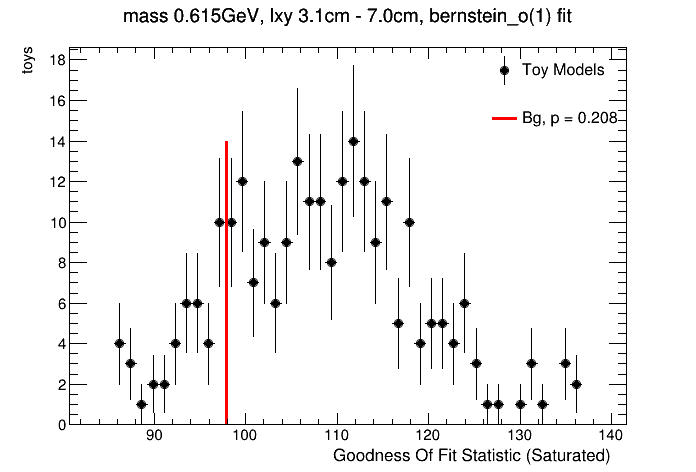 mass 0.615GeV, lxy 3.1cm - 7.0cm, bernstein_o(1) fit
toys
18
16
14
12
10
8
6
4
2
0
Toy Models
Bg, p = 0.208
90 100 110 120 130 140
Goodness Of Fit Statistic (Saturated)